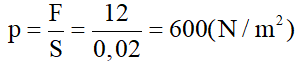 p = F/S = 12/0,02 = 600(N/m²)